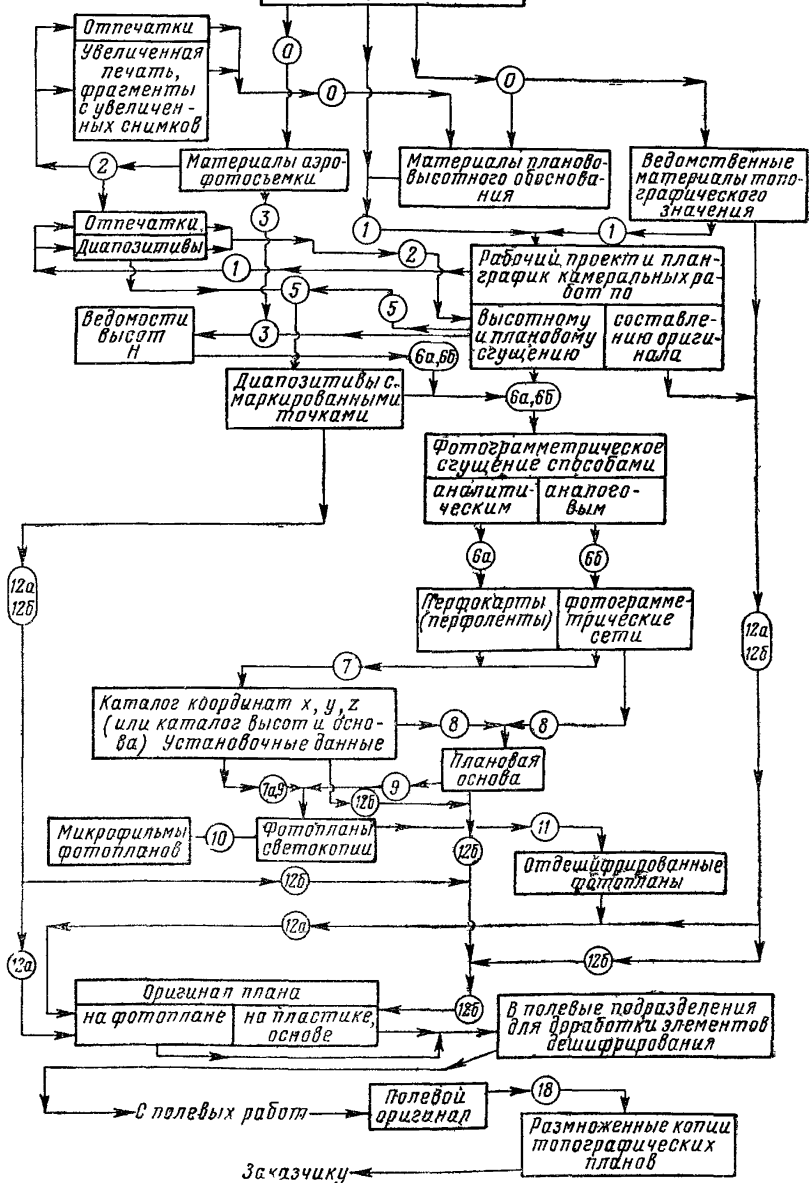 Отпечатки
Увеличенная
печать,
фрагменты
с увеличен-
ных снимков
0
0
0
2
Материалы аэро-
фотосъемки
Материалы планово-
высотного обоснова-
ния
Ведомственные
материалы топо-
графического
значения
Отпечатки
Диапозитивы
3
1
1
2
1
Рабочий проект и план-
график камеральных ра-
бот по
высотному
и плановому
сгущению
составле-
нию ориги-
нала
5
5
Ведомости
высот
Н
3
6а,6б
Диапозитивы с
маркированными
точками
6а,6б
Фотограмметрическое
сгущение способами
аналити-
ческим
аналого-
вым
6а
6б
12а
12б
Перфокарты
(перфоленты)
фотограмме-
трические
сети
12а
12б
7
Каталог координат x, y, z
(или каталог высот и осно-
ва) Установочные данные
8
8
Плановая
основа
7а,9
9
12б
Микрофильмы
фотопланов
10
Фотопланы
светокопии
11
12б
Отдешифрированные
фотопланы
12б
12а
12а
12б
Оригинал плана
на фотоплане
на пластике,
основе
12б
В полевые подразделения
для доработки элементов
дешифрирования
С полевых работ
Полевой
оригинал
18
Размноженные копии
топографических
планов
Заказчику